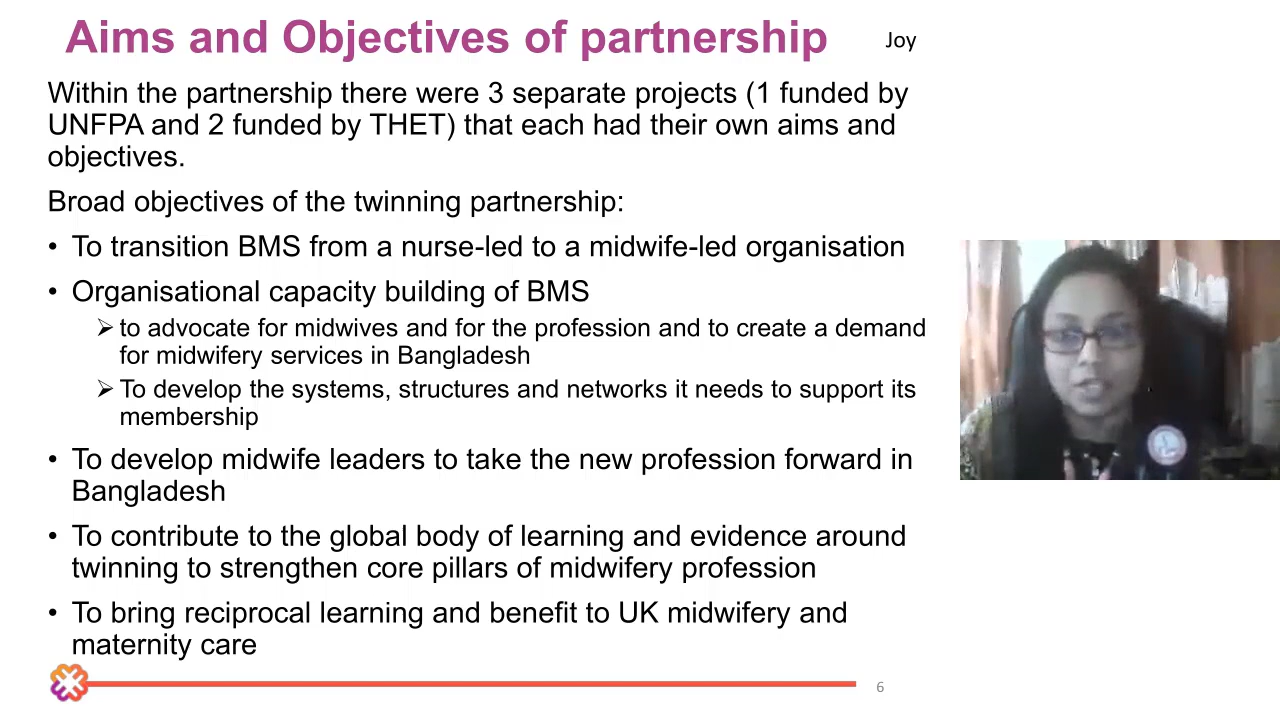 Aims and Objectives of partnership
Joy
Within the partnership there were 3 separate projects (1 funded by
UNFPA and 2 funded by THET) that each had their own aims and
objectives.
Broad objectives of the twinning partnership:
• To transition BMS from a nurse-led to a midwife-led organisation
• Organisational capacity building of BMS
➢ to advocate for midwives and for the profession and to create a demand
for midwifery services in Bangladesh
➢ To develop the systems, structures and networks it needs to support its
membership
• To develop midwife leaders to take the new profession forward in
Bangladesh
• To contribute to the global body of learning and evidence around
twinning to strengthen core pillars of midwifery profession
• To bring reciprocal learning and benefit to UK midwifery and
maternity care
6